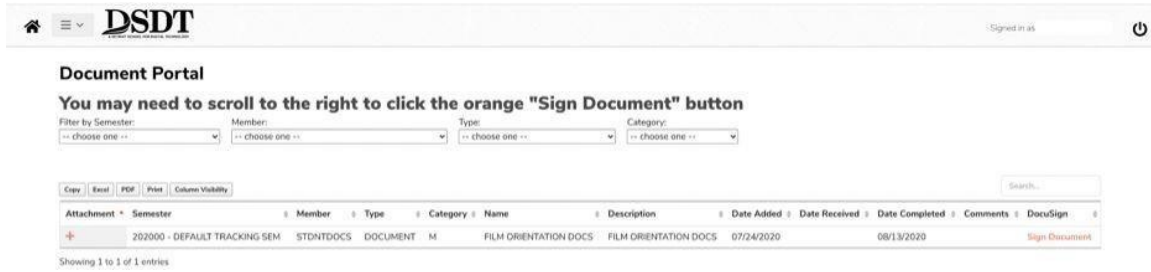 DSDT
Signed in as
Document Portal
You may need to scroll to the right to click the orange "Sign Document" button
Filter by Semester: Member: Type: Category:
-- choose one -- -- choose one -- -- choose one -- -- choose one --
Copy Excel PDF Print Column Visibility Search...
Attachment Semester Member Type Category Name Description Date Added Date Received Date Completed Comments DocuSign
+ 202000 - DEFAULT TRACKING SEM STDNTDOCS DOCUMENT M FILM ORIENTATION DOCS FILM ORIENTATION DOCS 07/24/2020 08/13/2020 Sign Document
Showing 1 to 1 of 1 entries